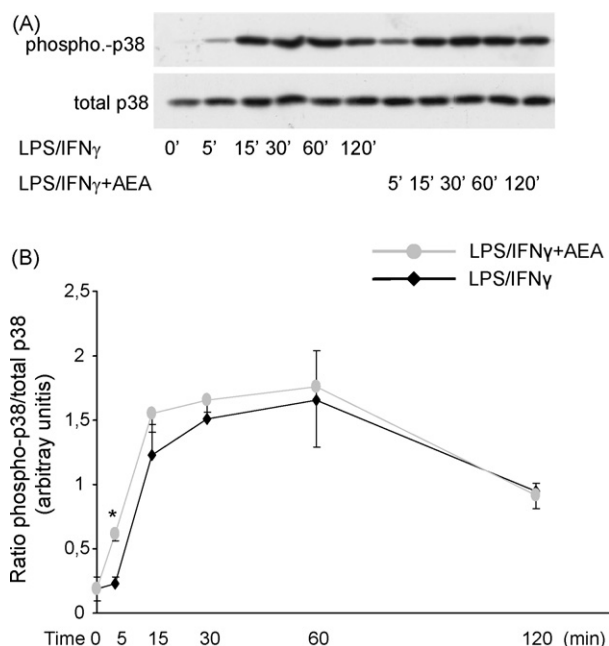 (A)
phospho.-p38
total p38
LPS/IFNγ 0’ 5’ 15’ 30’ 60’ 120’
LPS/IFNγ+AEA 5’ 15’ 30’ 60’ 120’
(B)
LPS/IFNγ+AEA
LPS/IFNγ
Ratio phospho-p38/total p38
(arbitray unitis)
2,5
2
1,5
1
0,5
0
*
Time 0 5 15 30 60 120 (min)